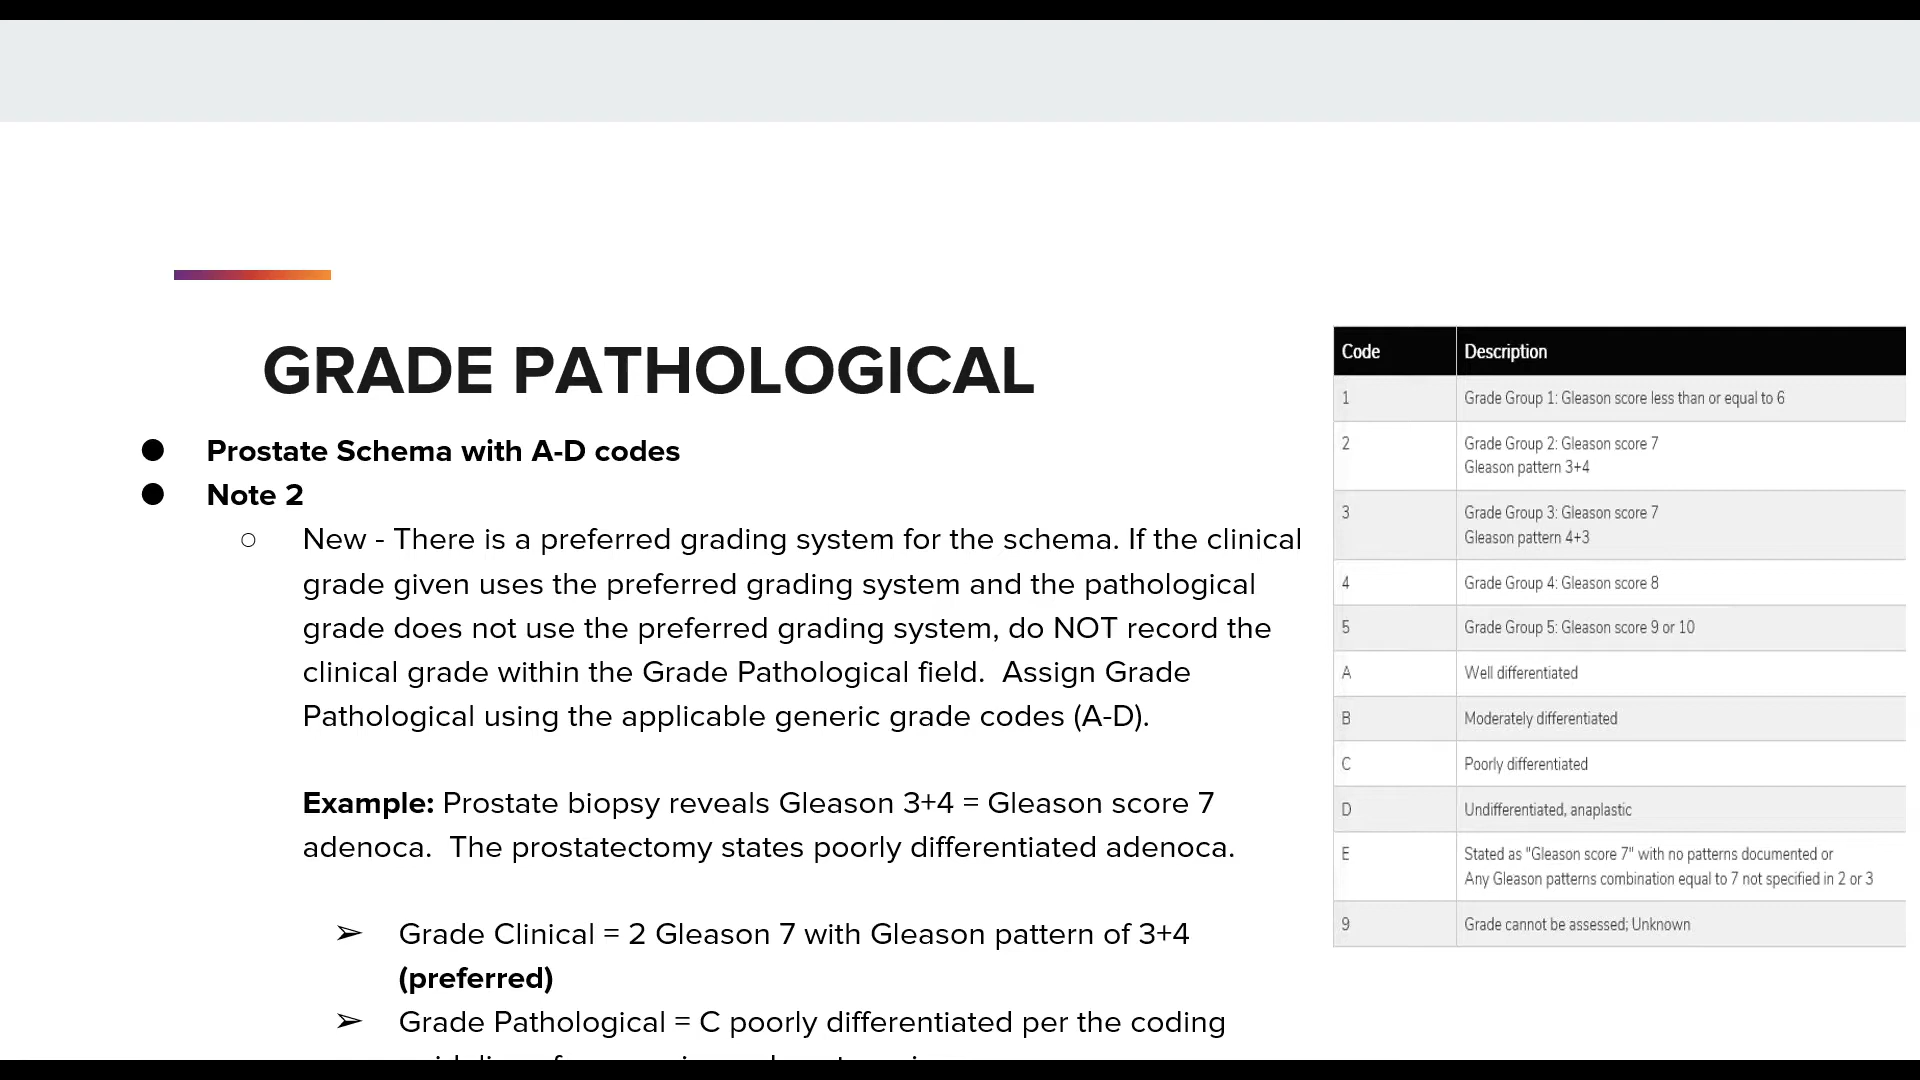 GRADE PATHOLOGICAL
● Prostate Schema with A-D codes
● Note 2
○ New - There is a preferred grading system for the schema. If the clinical
grade given uses the preferred grading system and the pathological
grade does not use the preferred grading system, do NOT record the
clinical grade within the Grade Pathological field. Assign Grade
Pathological using the applicable generic grade codes (A-D).
Example: Prostate biopsy reveals Gleason 3+4 = Gleason score 7
adenoca. The prostatectomy states poorly differentiated adenoca.
➢ Grade Clinical = 2 Gleason 7 with Gleason pattern of 3+4
(preferred)
➢ Grade Pathological = C poorly differentiated per the coding
Code Description
1 Grade Group 1: Gleason score less than or equal to 6
2 Grade Group 2: Gleason score 7
Gleason pattern 3+4
3 Grade Group 3: Gleason score 7
Gleason pattern 4+3
4 Grade Group 4: Gleason score 8
5 Grade Group 5: Gleason score 9 or 10
A Well differentiated
B Moderately differentiated
C Poorly differentiated
D Undifferentiated, anaplastic
E Stated as "Gleason score 7" with no patterns documented or
Any Gleason patterns combination equal to 7 not specified in 2 or 3
9 Grade cannot be assessed; Unknown